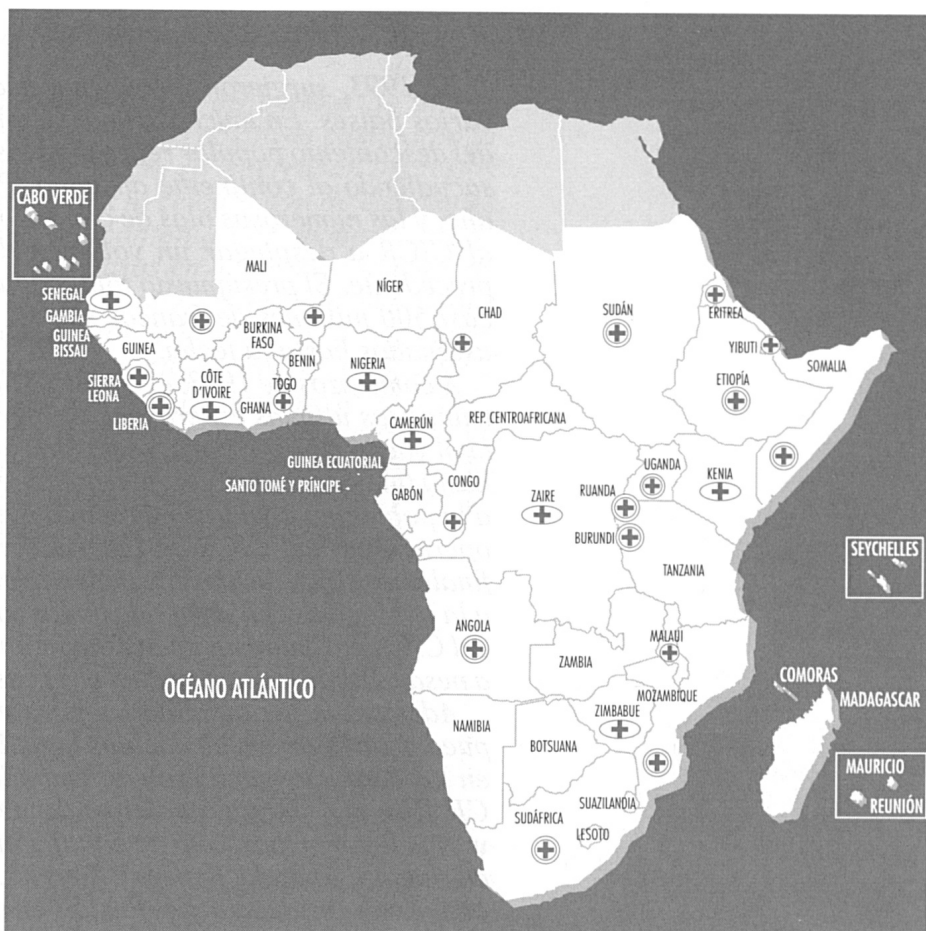 CABO VERDE
MALI
NÍGER
CHAD
SUDÁN
ERITREA
SENEGAL
GAMBIA
GUINEA
BISSAU
GUINEA
BURKINA
FASO
BENIN
NIGERIA
YIBUTI
SOMALIA
ETIOPÍA
SIERRA
LEONA
CÔTE
D'IVOIRE
GHANA
TOGO
LIBERIA
CAMERÚN
REP. CENTROAFRICANA
GUINEA ECUATORIAL
SANTO TOMÉ Y PRÍNCIPE
GABÓN
CONGO
ZAIRE
UGANDA
KENIA
RUANDA
BURUNDI
TANZANIA
SEYCHELLES
ANGOLA
ZAMBIA
MALAUI
MOZAMBIQUE
COMORAS
MADAGASCAR
OCÉANO ATLÁNTICO
NAMIBIA
BOTSUANA
ZIMBABUE
MAURICIO
REUNIÓN
SUAZILANDIA
SUDÁFRICA
LESOTO